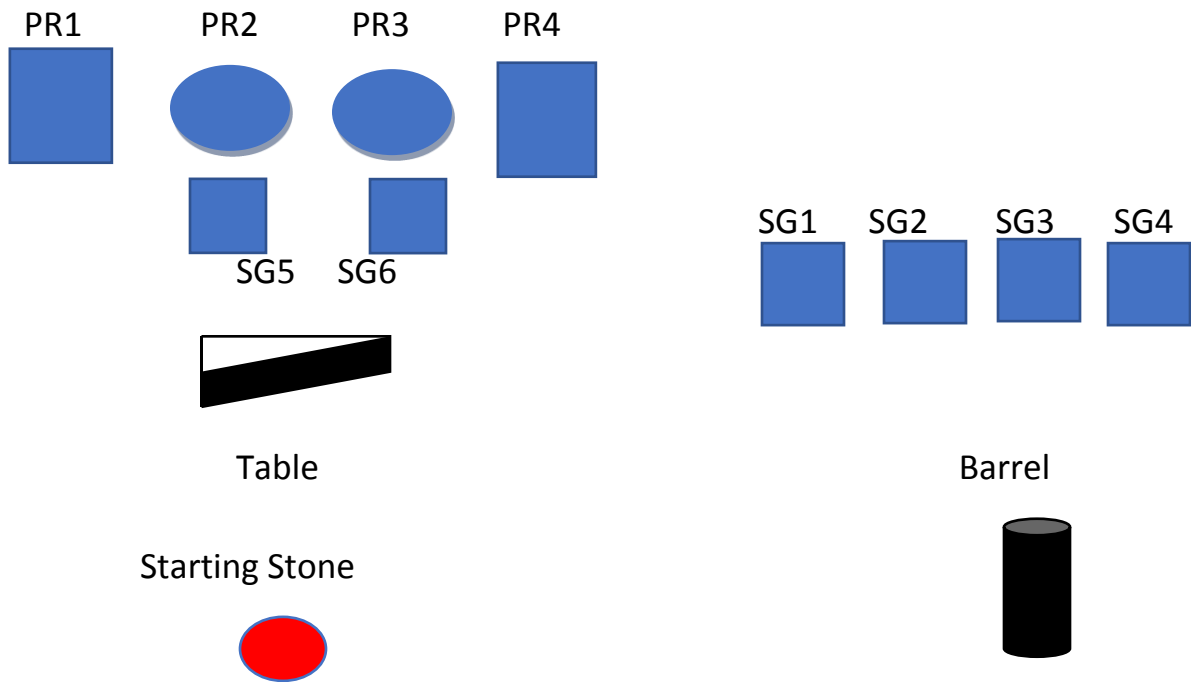 PR1 PR2 PR3 PR4
SG1 SG2 SG3 SG4
SG5 SG6
Table Barrel
Starting Stone